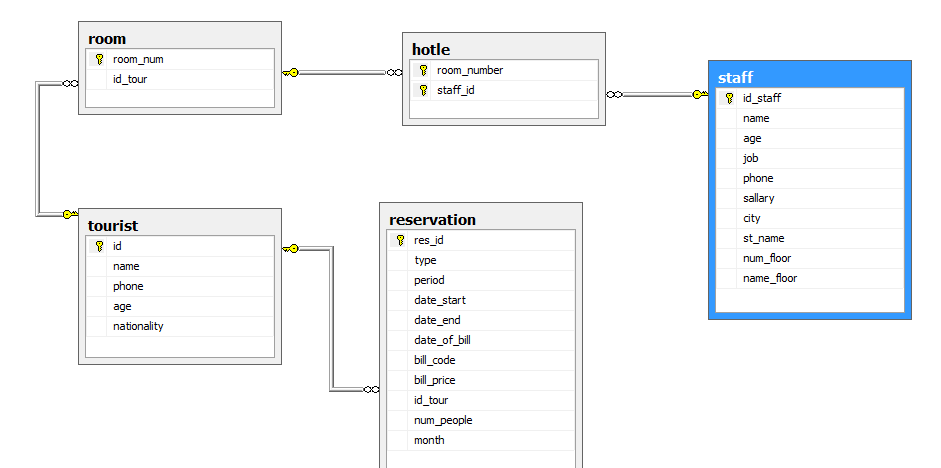 room
room_num
id_tour
hotle
room_number
staff_id
staff
id_staff
name
age
job
phone
sallary
city
st_name
num_floor
name_floor
tourist
id
name
phone
age
nationality
reservation
res_id
type
period
date_start
date_end
date_of_bill
bill_code
bill_price
id_tour
num_people
month